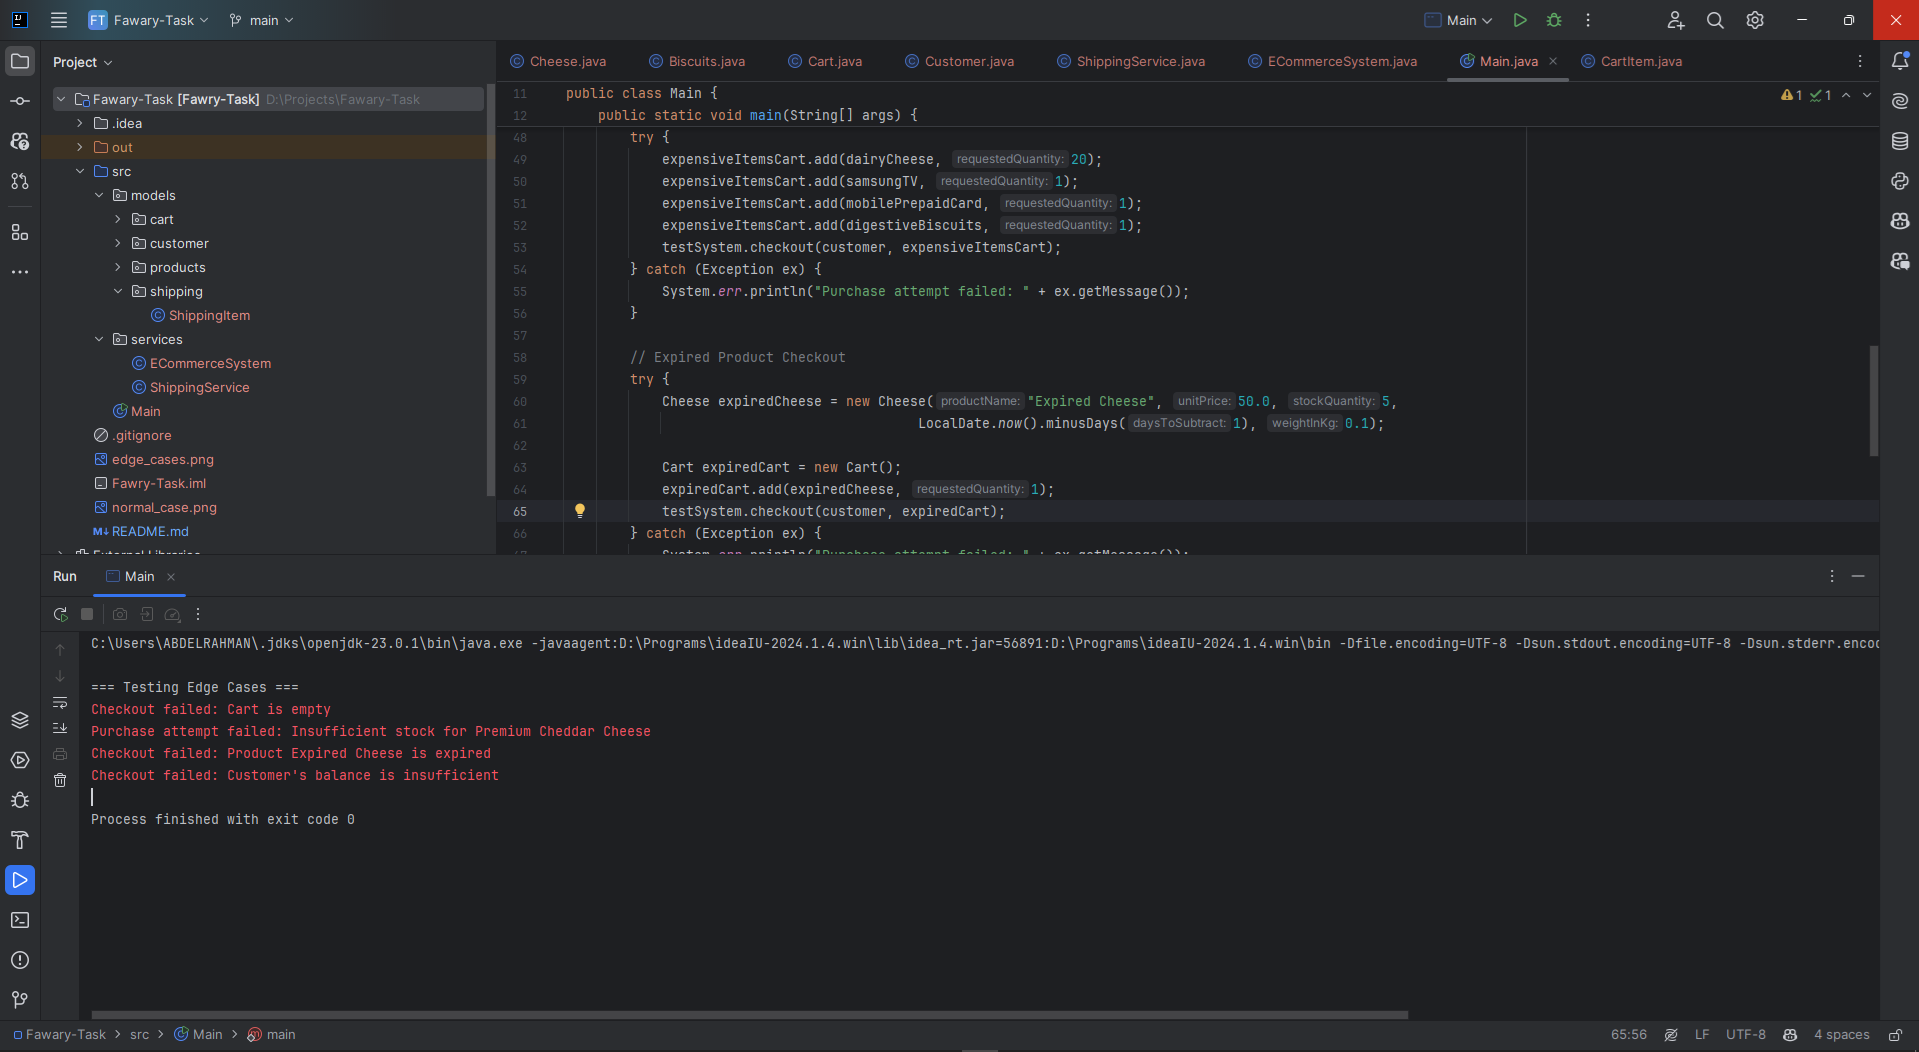 FT Fawary-Task main Main
Project
Cheese.java Biscuits.java Cart.java Customer.java ShippingService.java ECommerceSystem.java Main.java CartItem.java
Fawary-Task [Fawry-Task] D:\Projects\Fawary-Task
.idea
out
src
models
cart
customer
products
shipping
ShippingItem
services
ECommerceSystem
ShippingService
Main
.gitignore
edge_cases.png
Fawry-Task.iml
normal_case.png
M↓ README.md
External Libraries
1 1
11 public class Main {
12 public static void main(String[] args) {
48 try {
49 expensiveItemsCart.add(dairyCheese, requestedQuantity: 20);
50 expensiveItemsCart.add(samsungTV, requestedQuantity: 1);
51 expensiveItemsCart.add(mobilePrepaidCard, requestedQuantity: 1);
52 expensiveItemsCart.add(digestiveBiscuits, requestedQuantity: 1);
53 testSystem.checkout(customer, expensiveItemsCart);
54 } catch (Exception ex) {
55 System.err.println("Purchase attempt failed: " + ex.getMessage());
56 }
57
58 // Expired Product Checkout
59 try {
60 Cheese expiredCheese = new Cheese( productName: "Expired Cheese", unitPrice: 50.0, stockQuantity: 5,
61 LocalDate.now().minusDays( daysToSubtract: 1), weightInKg: 0.1);
62
63 Cart expiredCart = new Cart();
64 expiredCart.add(expiredCheese, requestedQuantity: 1);
65 testSystem.checkout(customer, expiredCart);
66 } catch (Exception ex) {
67 System.err.println("Purchase attempt failed: " + ex.getMessage());
Run Main
C:\Users\ABDELRAHMAN\.jdks\openjdk-23.0.1\bin\java.exe -javaagent:D:\Programs\ideaIU-2024.1.4.win\lib\idea_rt.jar=56891:D:\Programs\ideaIU-2024.1.4.win\bin -Dfile.encoding=UTF-8 -Dsun.stdout.encoding=UTF-8 -Dsun.stderr.enco
=== Testing Edge Cases ===
Checkout failed: Cart is empty
Purchase attempt failed: Insufficient stock for Premium Cheddar Cheese
Checkout failed: Product Expired Cheese is expired
Checkout failed: Customer's balance is insufficient
Process finished with exit code 0
Fawary-Task > src > Main > main
65:56 LF UTF-8 4 spaces